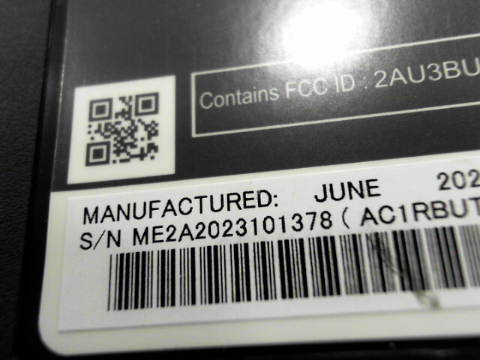 Contains FCC ID : 2AU3BU
MANUFACTURED: JUNE 202
S/N ME2A2023101378 ( AC1RBUT